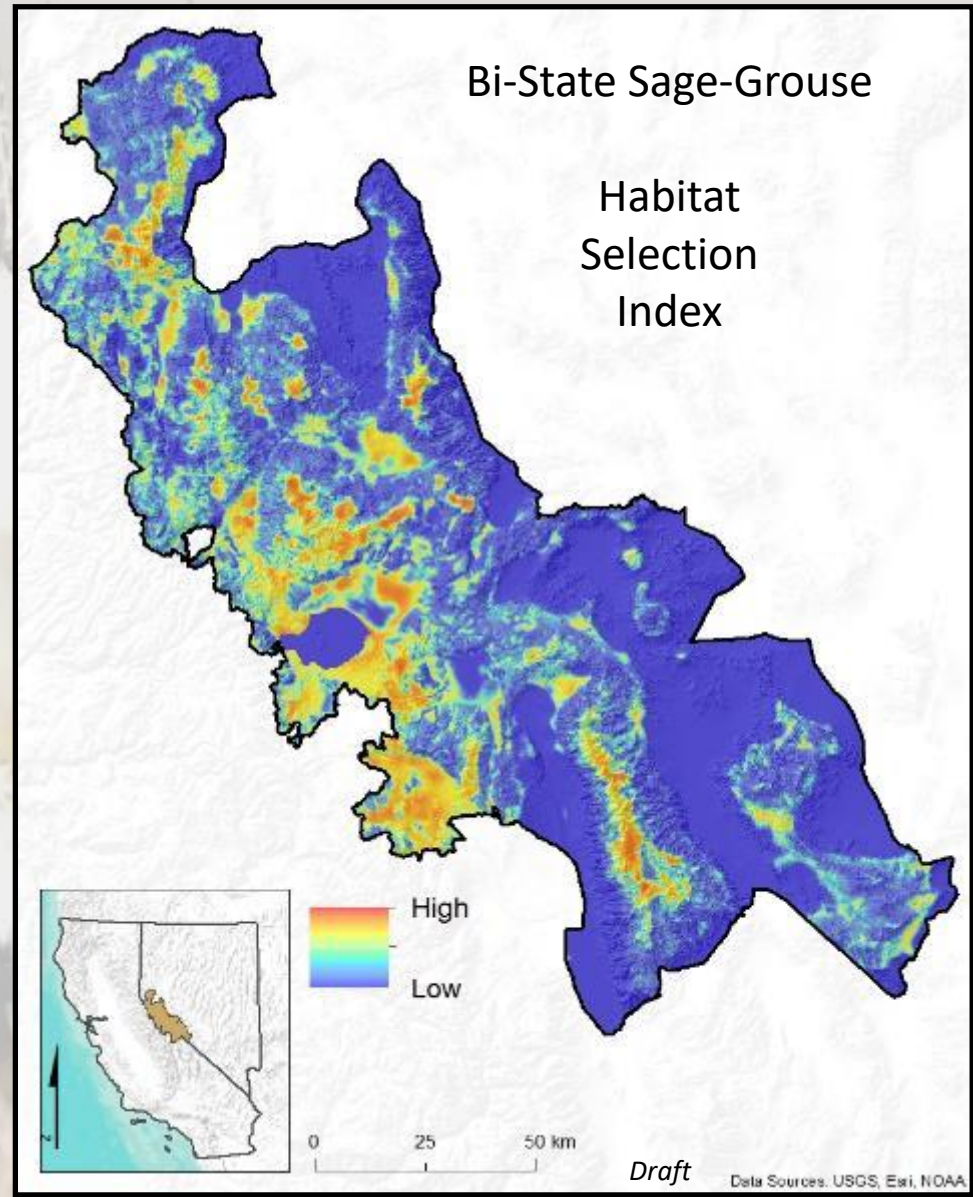 Bi-State Sage-Grouse
Habitat
Selection
Index
High
Low
z
0 25 50 km
Draft
Data Sources: USGS, Esri, NOAA